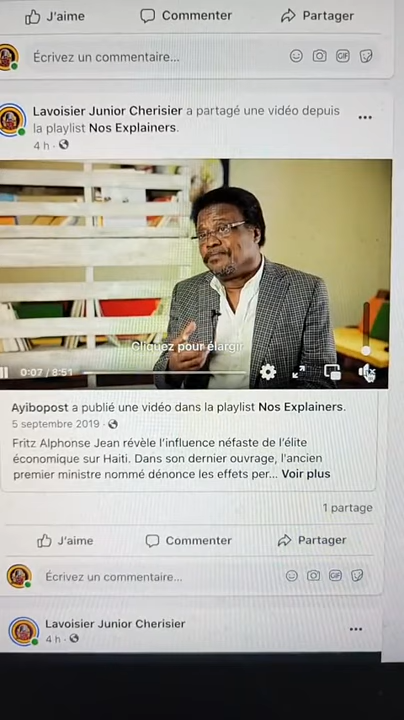 J'aime
Commenter
Partager
Écrivez un commentaire...
GIF
Lavoisier Junior Cherisier a partagé une vidéo depuis
la playlist Nos Explainers.
4 h ·
Cliquez pour élargir
0:07 / 8:51
Ayibopost a publié une vidéo dans la playlist Nos Explainers.
5 septembre 2019 ·
Fritz Alphonse Jean révèle l'influence néfaste de l'élite
économique sur Haiti. Dans son dernier ouvrage, l'ancien
premier ministre nommé dénonce les effets per... Voir plus
1 partage
J'aime
Commenter
Partager
Écrivez un commentaire...
GIF
Lavoisier Junior Cherisier
4 h ·